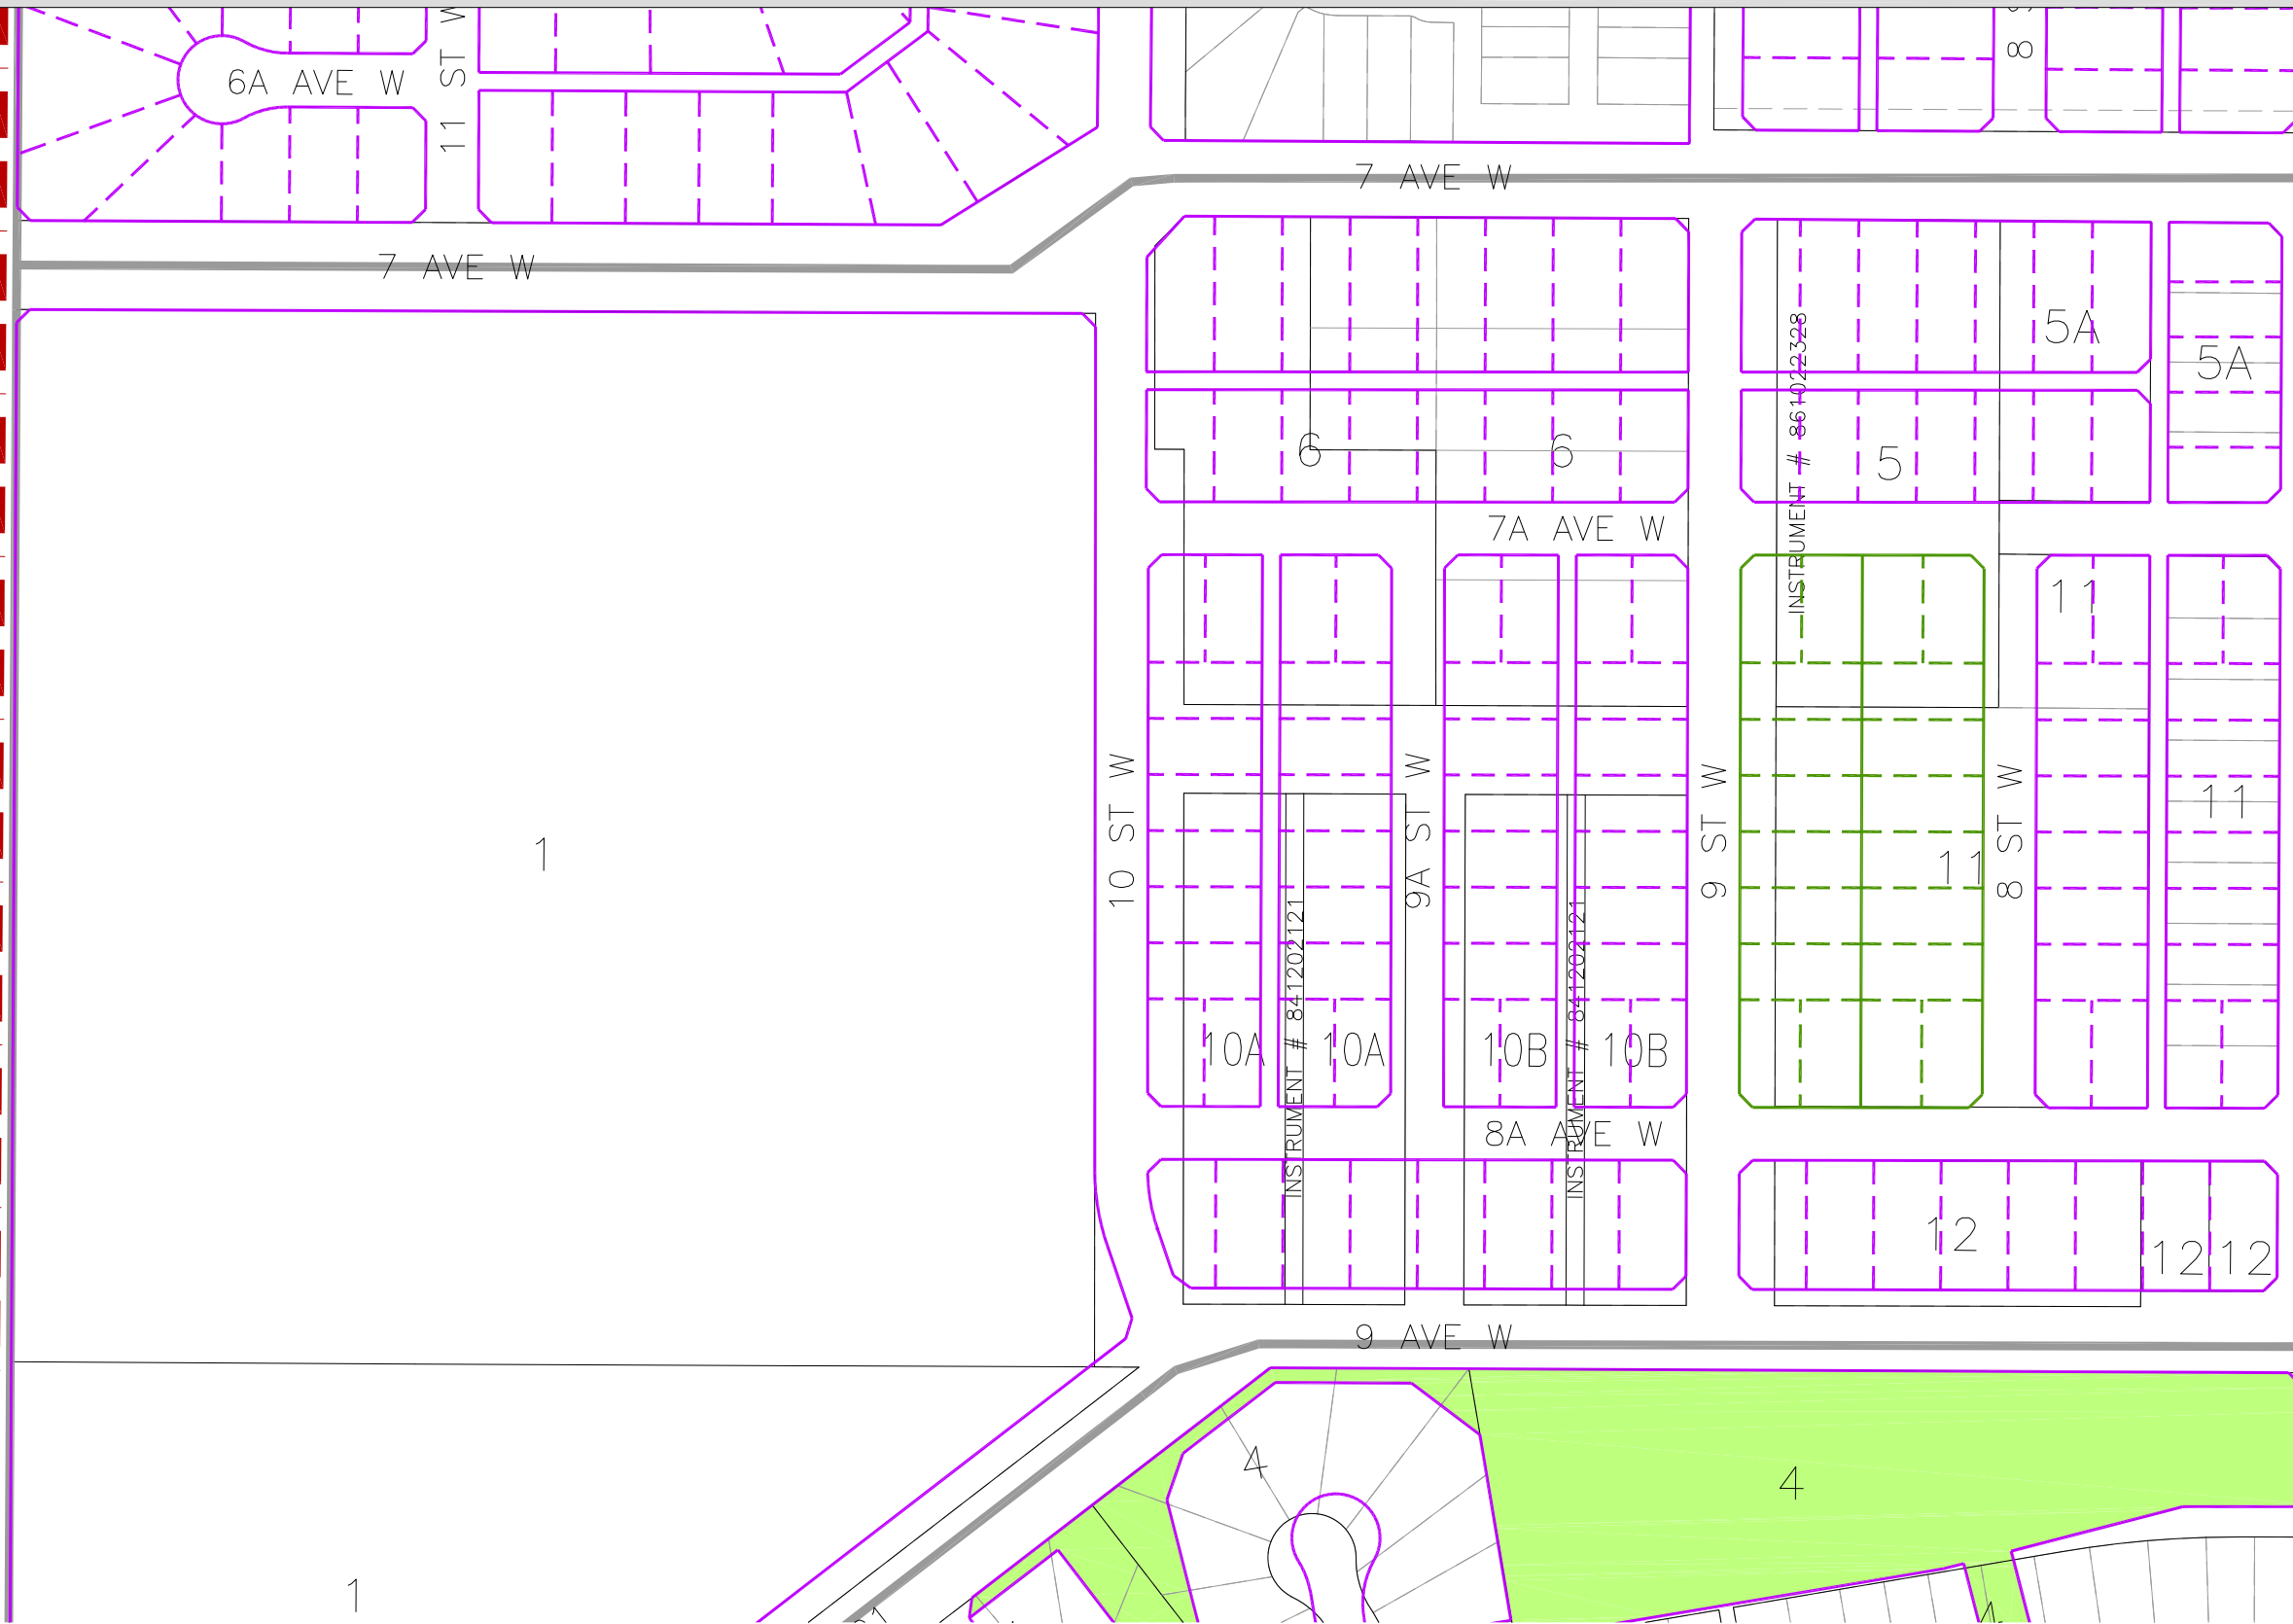 8
6A AVE W
11 ST W
7 AVE W
7 AVE W
5A
5A
INSTRUMENT # 861022328
6
6
5
7A AVE W
11
1
10 ST W
9A ST W
9 ST W
8 ST W
11
11
INSTRUMENT # 841202121
INSTRUMENT # 841202121
10A
10A
10B
10B
8A AVE W
12
12
12
9 AVE W
4
4
1